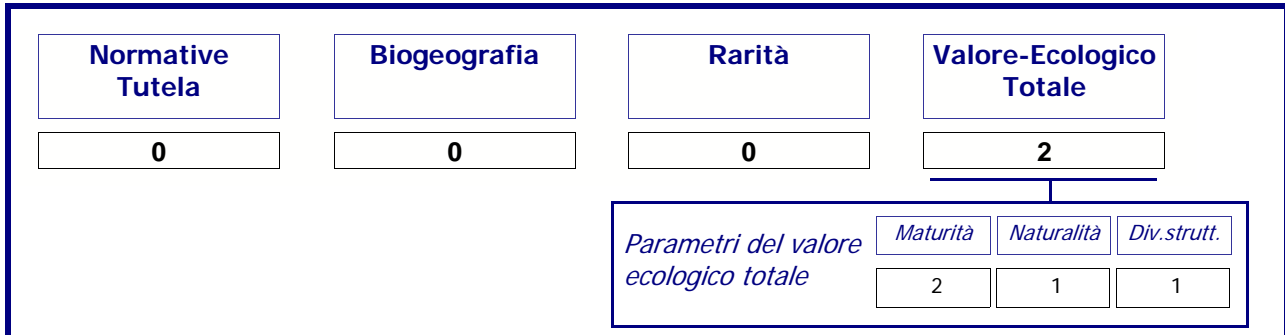 Normative
Tutela
Biogeografia
Rarità
Valore-Ecologico
Totale
0
0
0
2
Parametri del valore
ecologico totale
Maturità
Naturalità
Div.strutt.
2
1
1